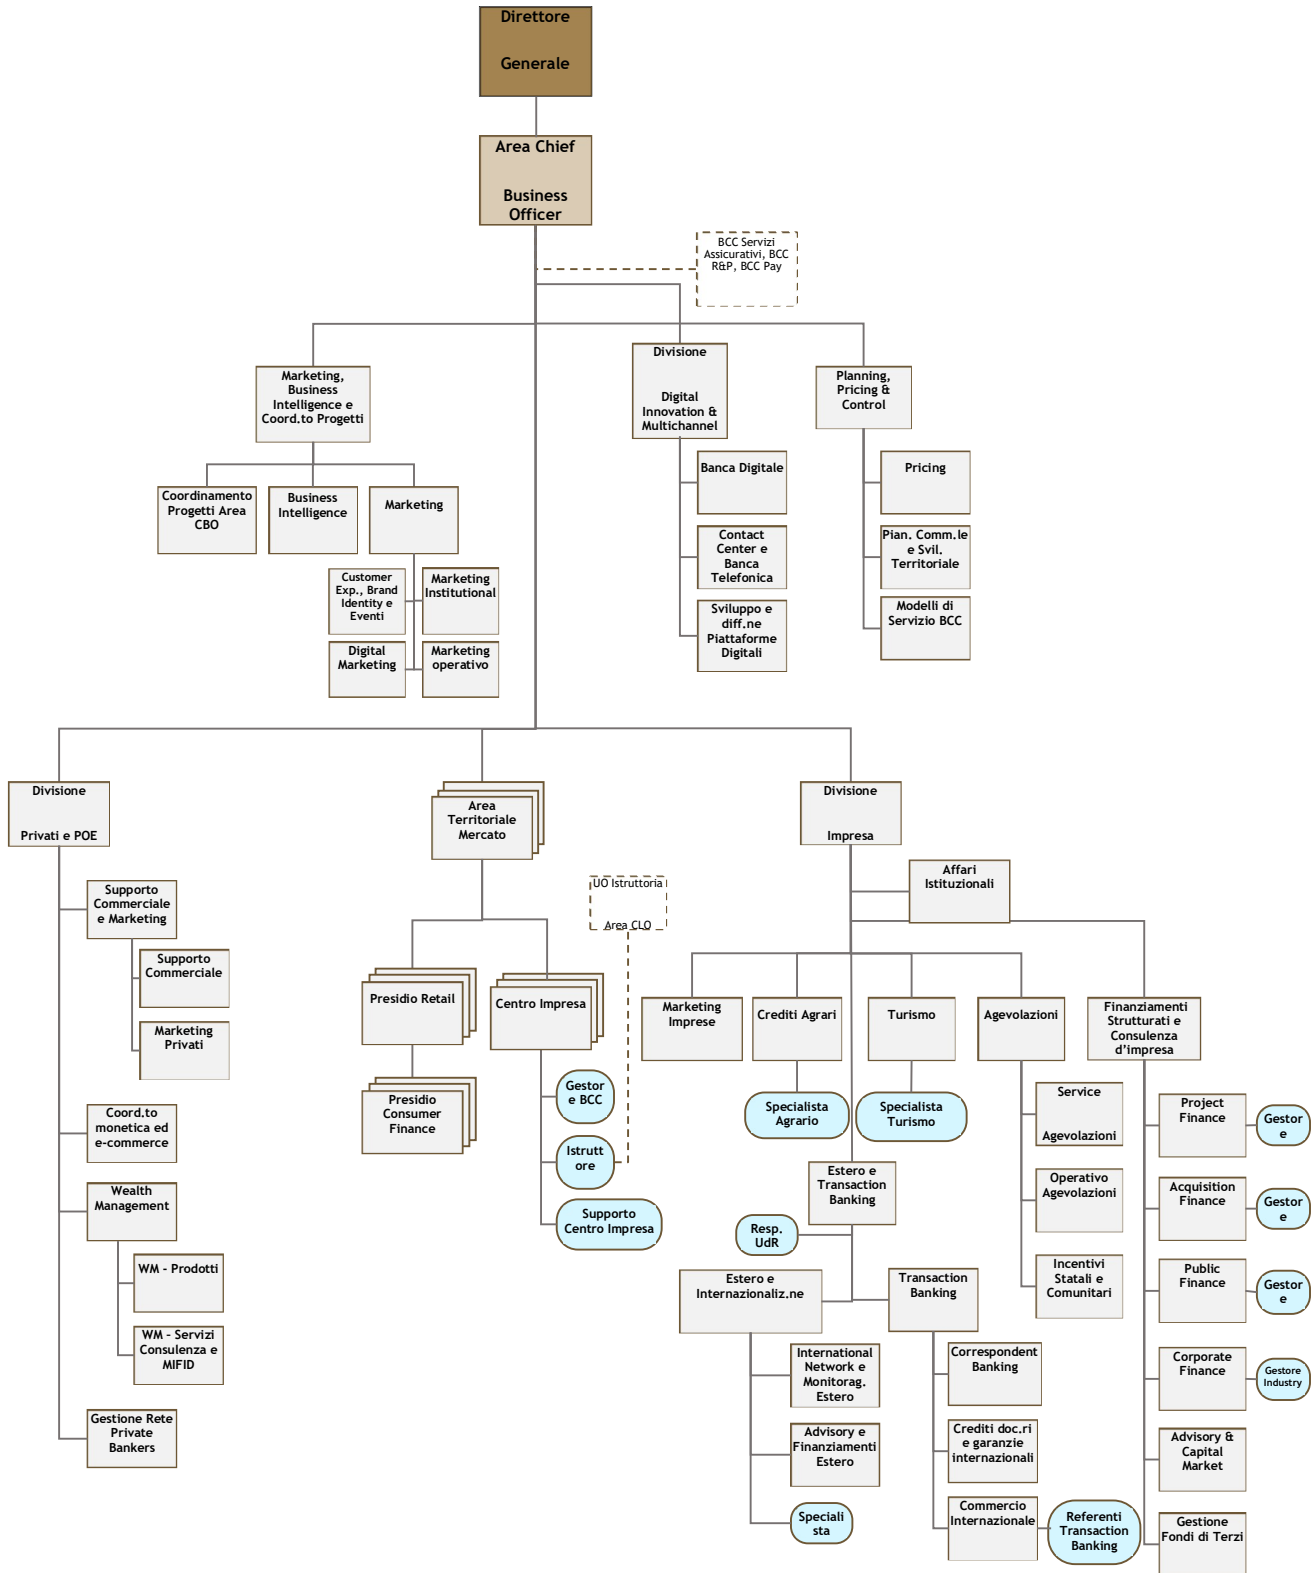 Direttore
Generale
Area Chief
Business
Officer
BCC Servizi
Assicurativi, BCC
R&P, BCC Pay
Marketing,
Business
Intelligence e
Coord.to Progetti
Divisione
Digital
Innovation &
Multichannel
Planning,
Pricing &
Control
Coordinamento
Progetti Area
CBO
Business
Intelligence
Marketing
Customer
Exp., Brand
Identity e
Eventi
Marketing
Institutional
Digital
Marketing
Marketing
operativo
Banca Digitale
Contact
Center e
Banca
Telefonica
Sviluppo e
diff.ne
Piattaforme
Digitali
Pricing
Pian. Comm.le
e Svil.
Territoriale
Modelli di
Servizio BCC
Divisione
Privati e POE
Supporto
Commerciale
e Marketing
Supporto
Commerciale
Marketing
Privati
Coord.to
monetica ed
e-commerce
Wealth
Management
WM - Prodotti
WM - Servizi
Consulenza e
MIFID
Gestione Rete
Private
Bankers
Area
Territoriale
Mercato
UO Istruttoria
Area CLO
Presidio Retail
Presidio
Consumer
Finance
Centro Impresa
Gestor
e BCC
Istrutt
ore
Supporto
Centro Impresa
Divisione
Impresa
Affari
Istituzionali
Marketing
Imprese
Crediti Agrari
Specialista
Agrario
Turismo
Specialista
Turismo
Agevolazioni
Service
Agevolazioni
Operativo
Agevolazioni
Incentivi
Statali e
Comunitari
Finanziamenti
Strutturati e
Consulenza
d’impresa
Project
Finance
Gestor
e
Acquisition
Finance
Gestor
e
Public
Finance
Gestor
e
Corporate
Finance
Gestore
Industry
Advisory &
Capital
Market
Gestione
Fondi di Terzi
Estero e
Transaction
Banking
Resp.
UdR
Estero e
Internazionaliz.ne
International
Network e
Monitorag.
Estero
Advisory e
Finanziamenti
Estero
Speciali
sta
Transaction
Banking
Correspondent
Banking
Crediti doc.ri
e garanzie
internazionali
Commercio
Internazionale
Referenti
Transaction
Banking